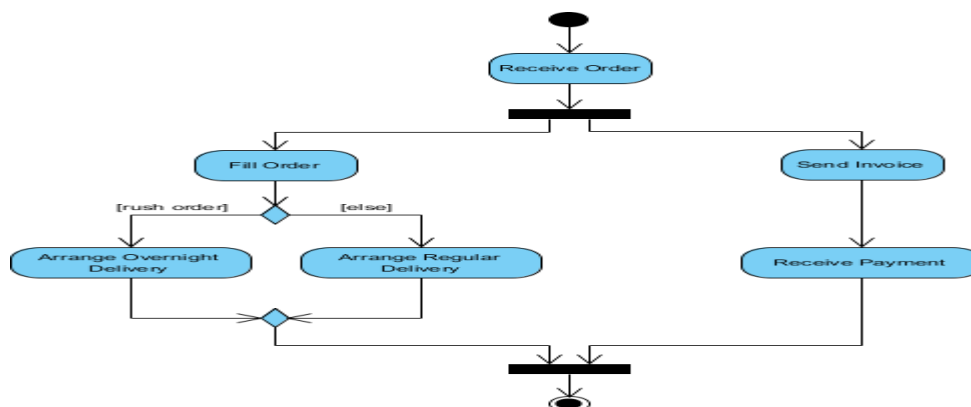 Receive Order
Fill Order
Send Invoice
[rush order]
[else]
Arrange Overnight
Delivery
Arrange Regular
Delivery
Receive Payment